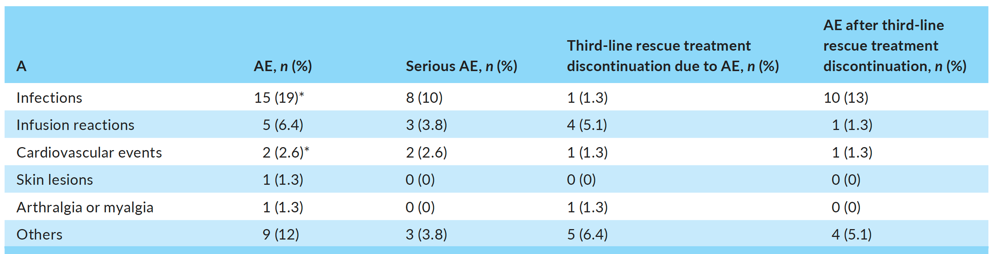 A AE, n (%) Serious AE, n (%) Third-line rescue treatment discontinuation due to AE, n (%) AE after third-line rescue treatment discontinuation, n (%)
Infections 15 (19)* 8 (10) 1 (1.3) 10 (13)
Infusion reactions 5 (6.4) 3 (3.8) 4 (5.1) 1 (1.3)
Cardiovascular events 2 (2.6)* 2 (2.6) 1 (1.3) 1 (1.3)
Skin lesions 1 (1.3) 0 (0) 0 (0) 0 (0)
Arthralgia or myalgia 1 (1.3) 0 (0) 1 (1.3) 0 (0)
Others 9 (12) 3 (3.8) 5 (6.4) 4 (5.1)